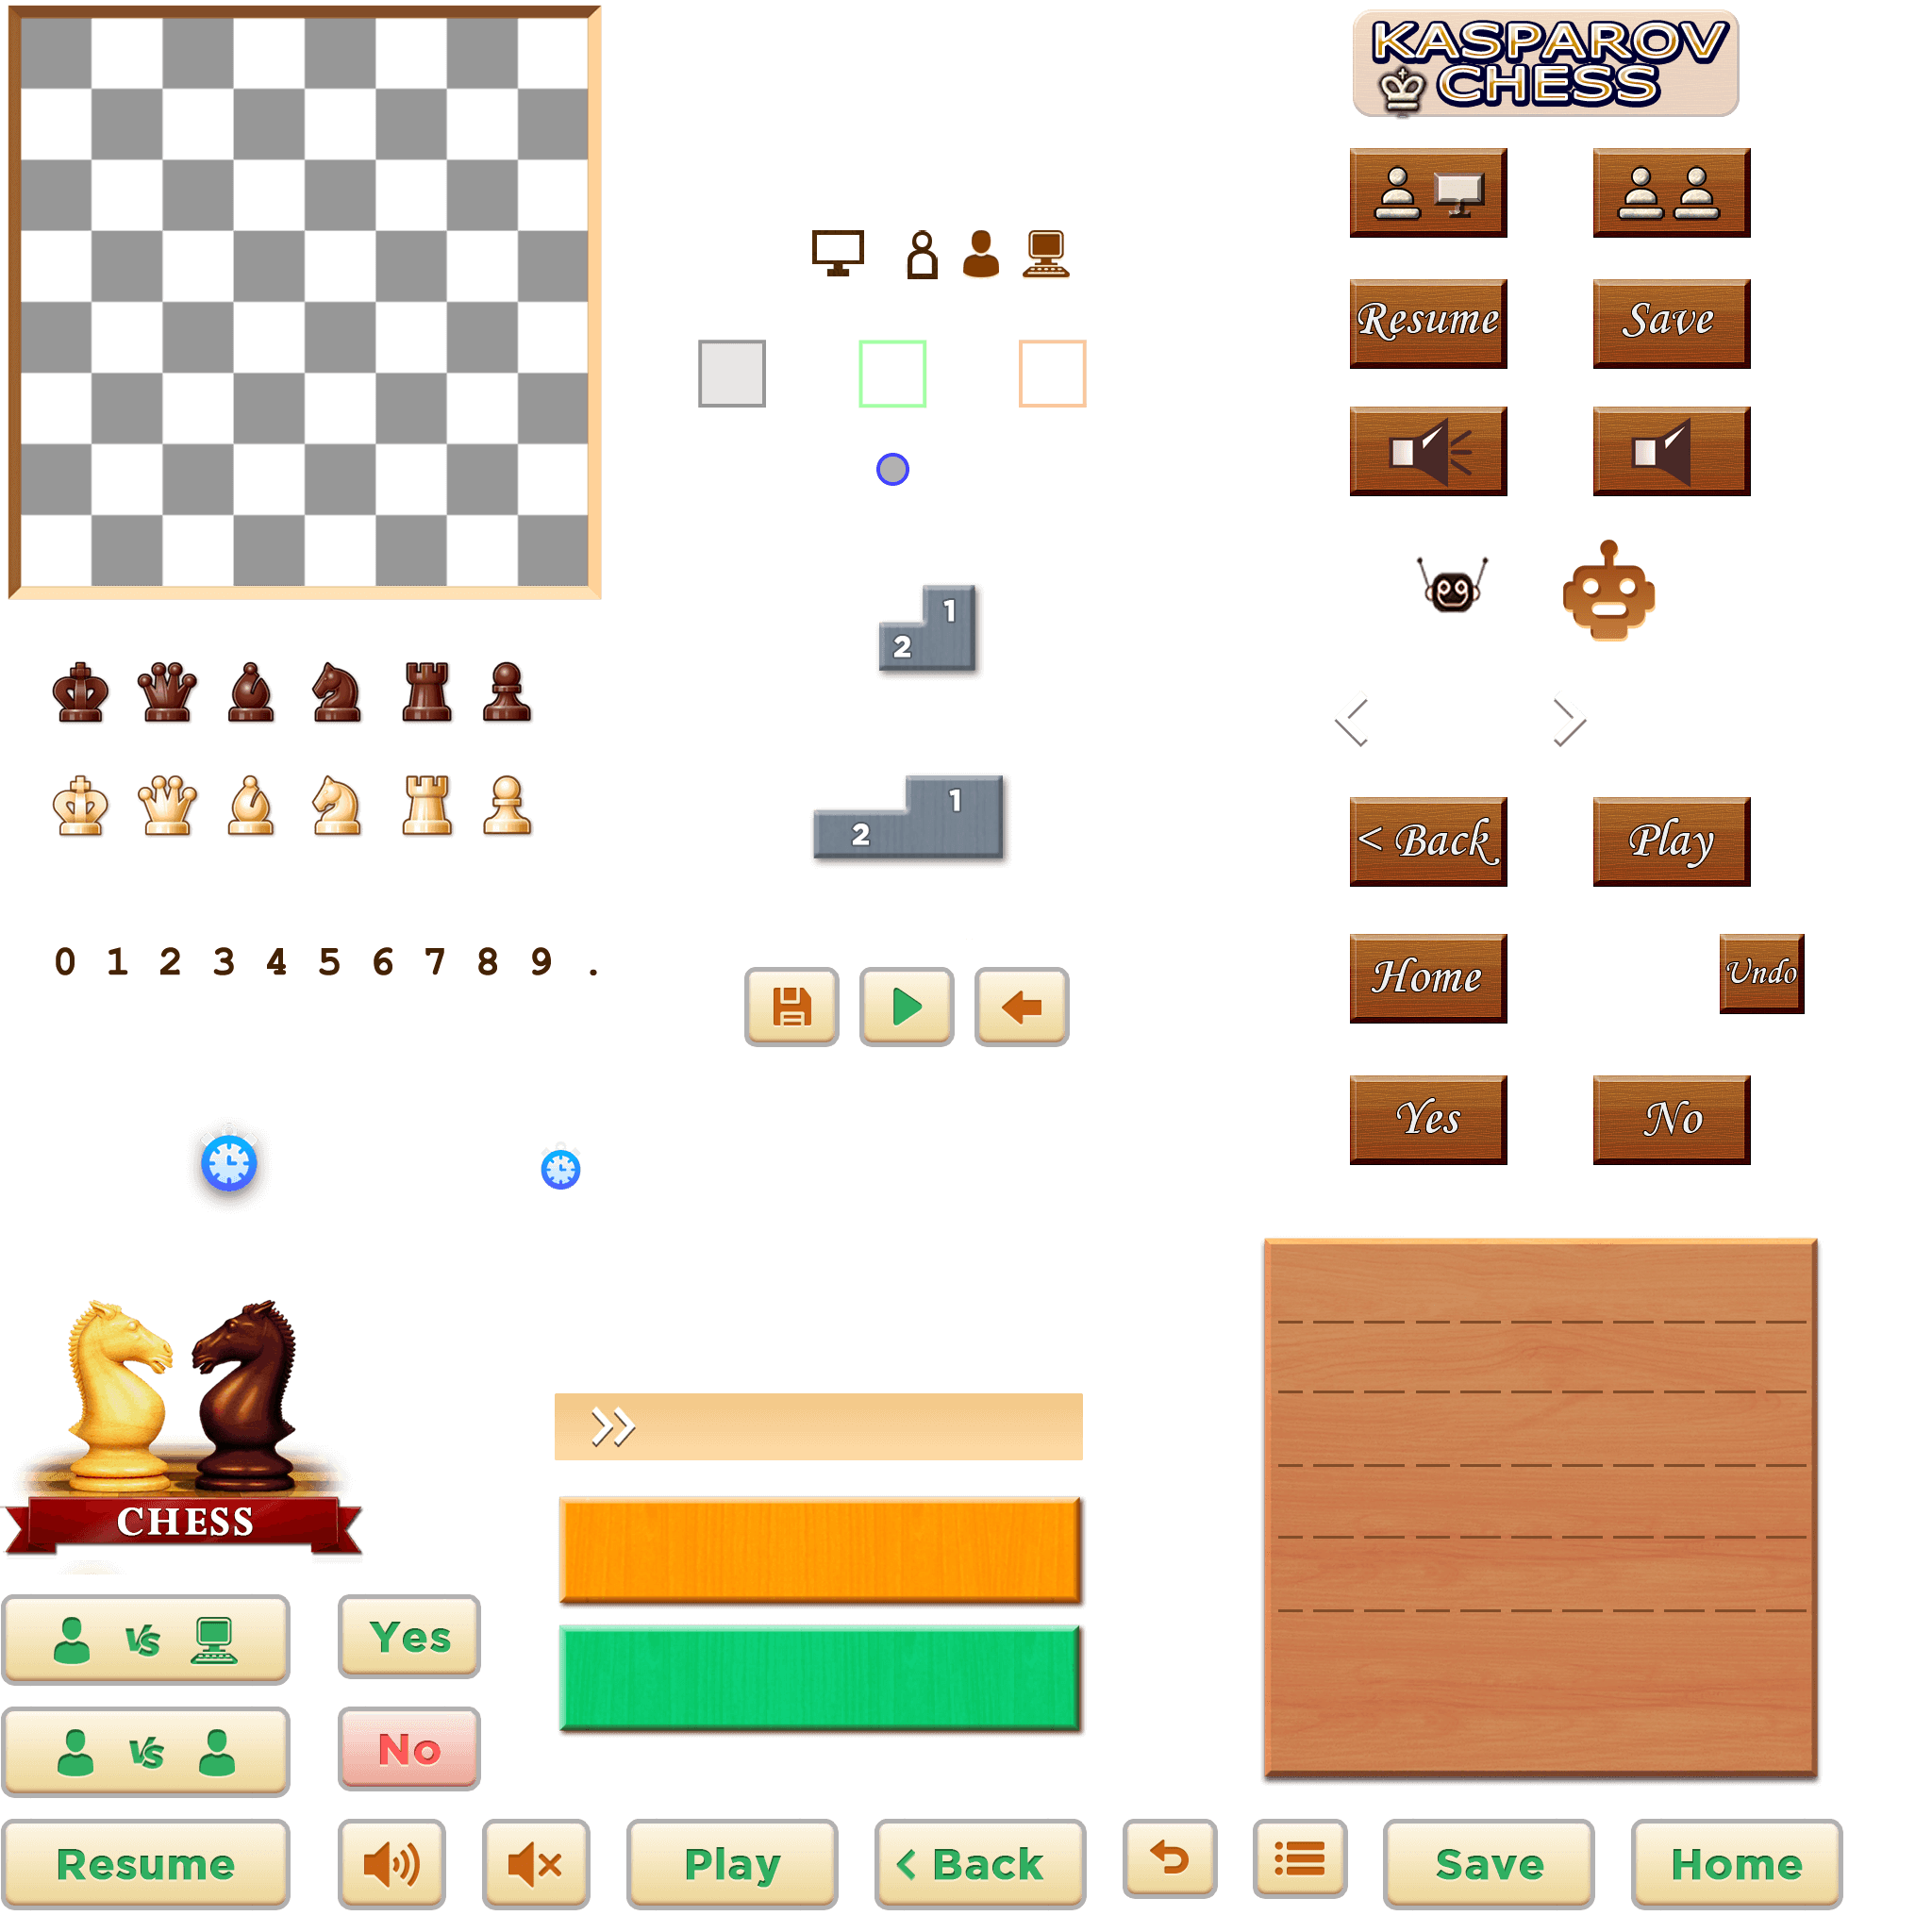 KASPAROV
CHESS
Resume
Save
1
2
1
2
< Back
Play
0 1 2 3 4 5 6 7 8 9 .
Home
Undo
Yes
No
CHESS
VS
Yes
VS
No
Resume
Play
< Back
Save
Home